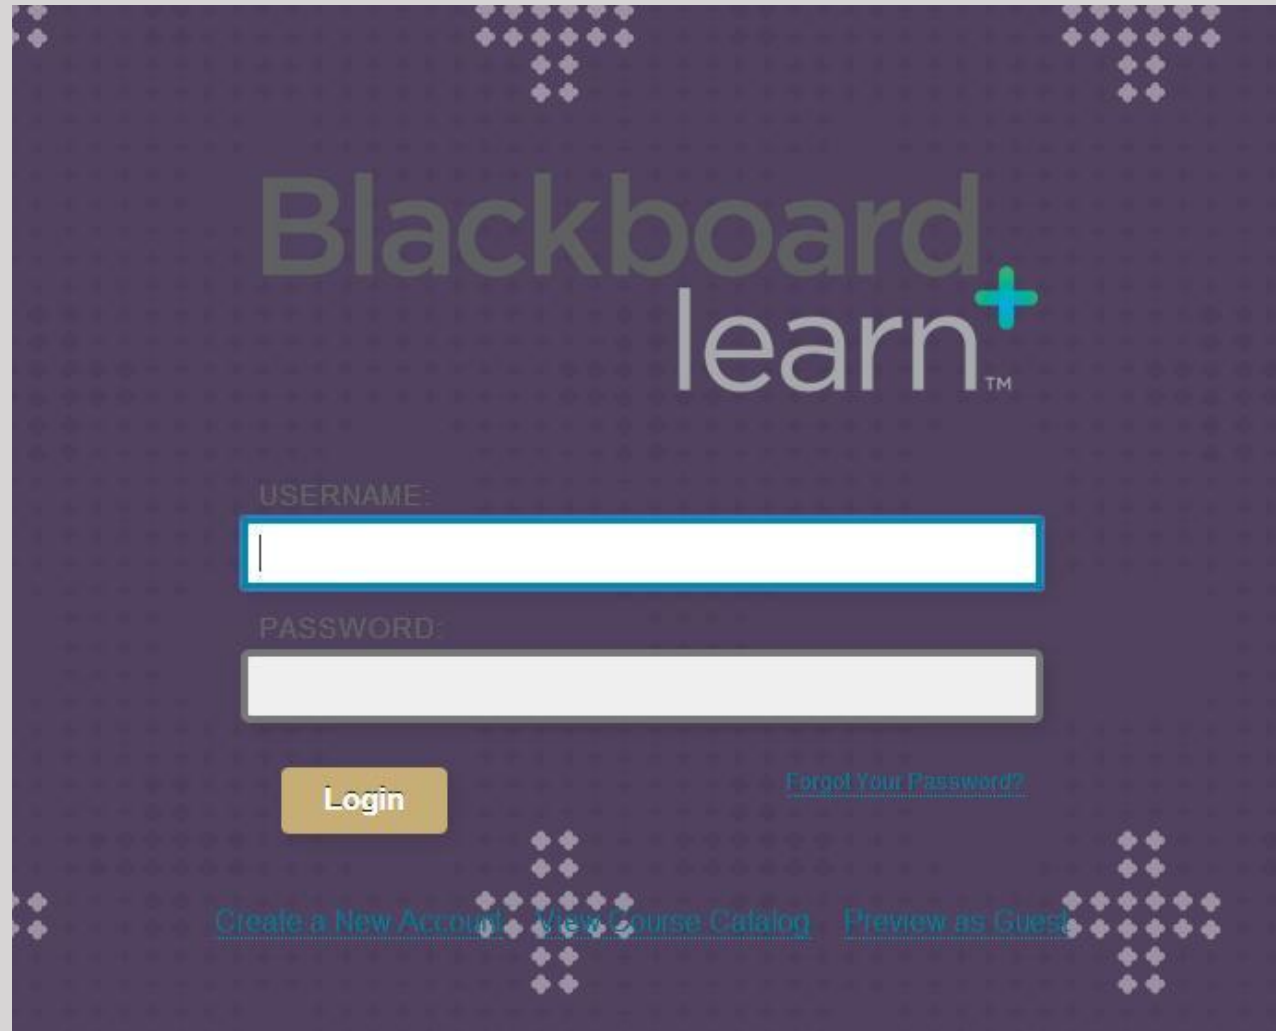 Blackboard
learn+™
USERNAME:
PASSWORD:
Login
Forgot Your Password?
Create a New Account View Course Catalog Preview as Guest